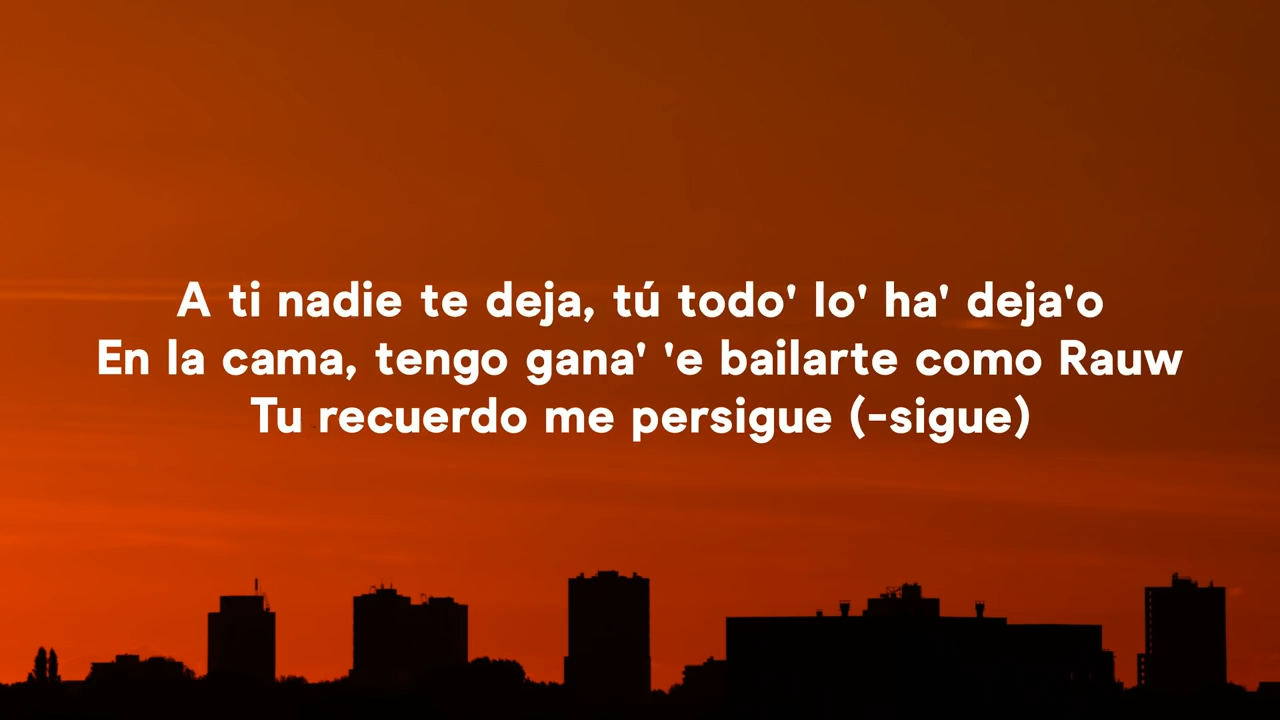 A ti nadie te deja, tú todo' lo' ha' deja'o
En la cama, tengo gana' 'e bailarte como Rauw
Tu recuerdo me persigue (-sigue)